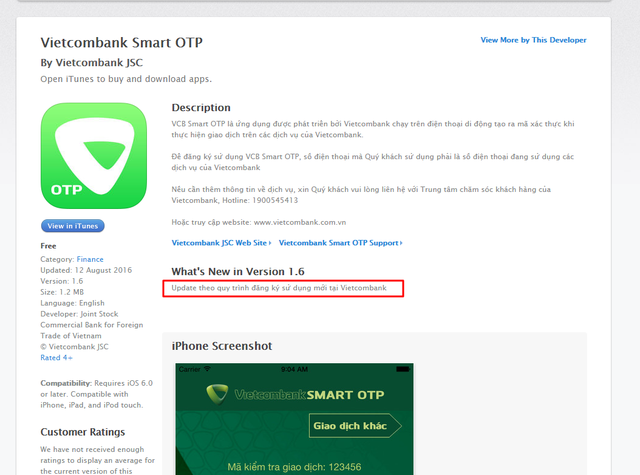 Vietcombank Smart OTP
By Vietcombank JSC
Open iTunes to buy and download apps.
View More by This Developer
OTP
View in iTunes
Free
Category: Finance
Updated: 12 August 2016
Version: 1.6
Size: 1.2 MB
Language: English
Developer: Joint Stock
Commercial Bank for Foreign
Trade of Vietnam
© Vietcombank JSC
Rated 4+
Compatibility: Requires iOS 6.0
or later. Compatible with
iPhone, iPad, and iPod touch.
Customer Ratings
We have not received enough
ratings to display an average for
the current version of this
Description
VCB Smart OTP là ứng dụng được phát triển bởi Vietcombank chạy trên điện thoại di động tạo ra mã xác thực khi
thực hiện giao dịch trên các dịch vụ của Vietcombank.
Để đăng ký sử dụng VCB Smart OTP, số điện thoại mà Quý khách sử dụng phải là số điện thoại đang sử dụng các
dịch vụ của Vietcombank
Nếu cần thêm thông tin về dịch vụ, xin Quý khách vui lòng liên hệ với Trung tâm chăm sóc khách hàng của
Vietcombank, Hotline: 1900545413
Hoặc truy cập website: www.vietcombank.com.vn
Vietcombank JSC Web Site
Vietcombank Smart OTP Support
What's New in Version 1.6
Update theo quy trình đăng ký sử dụng mới tại Vietcombank
iPhone Screenshot
Carrier
9:04 AM
Vietcombank SMART OTP
Giao dịch khác
Mã kiểm tra giao dịch: 123456